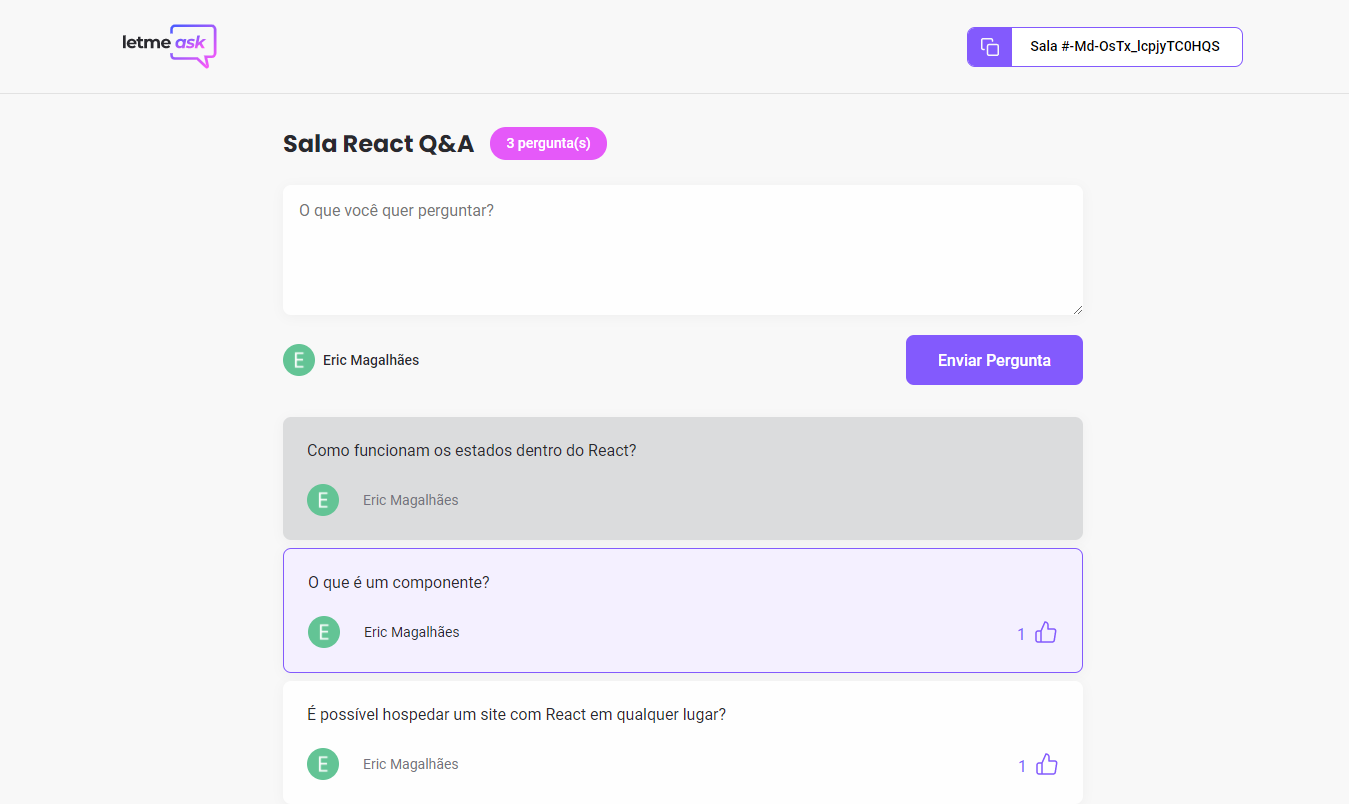 letme ask
Sala #-Md-OsTx_lcpjyTC0HQS
Sala React Q&A
3 pergunta(s)
O que você quer perguntar?
E
Eric Magalhães
Enviar Pergunta
Como funcionam os estados dentro do React?
E
Eric Magalhães
O que é um componente?
E
Eric Magalhães
1
É possível hospedar um site com React em qualquer lugar?
E
Eric Magalhães
1